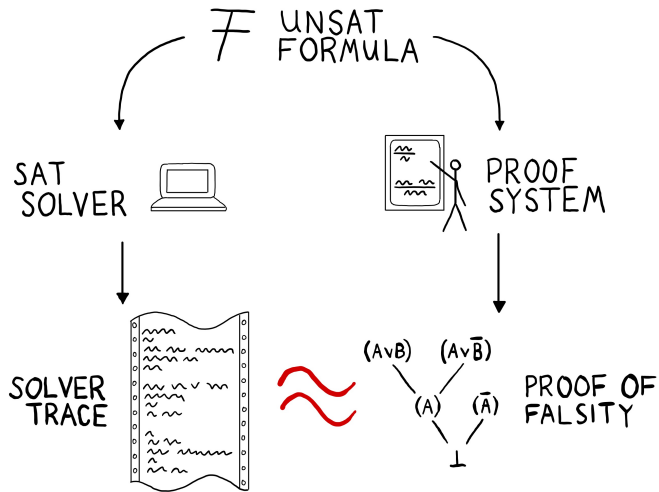 F UNSAT
FORMULA
SAT
SOLVER
PROOF
SYSTEM
SOLVER
TRACE
(A∨B) (A∨B̄)
(A) (Ā)
⊥
PROOF OF
FALSITY